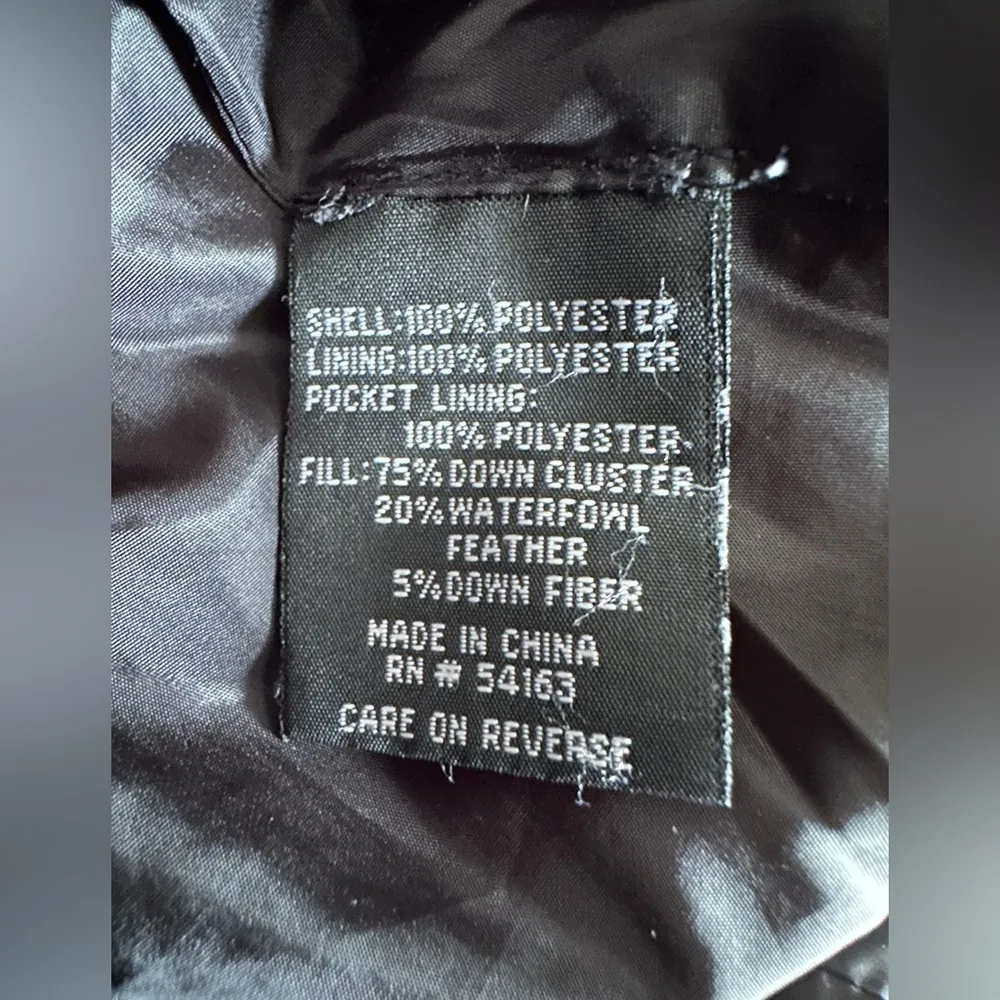 SHELL:100% POLYESTER
LINING:100% POLYESTER
POCKET LINING:
100% POLYESTER
FILL:75% DOWN CLUSTER
20% WATERFOWL
FEATHER
5% DOWN FIBER
MADE IN CHINA
RN # 54163
CARE ON REVERSE